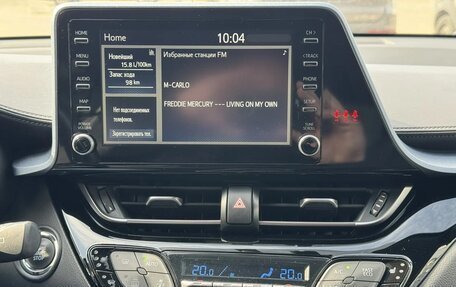 HOME
MENU
AUDIO
MAP
POWER
VOLUME
Home
10:04
Новейший
15.8 L/100km
Запас хода
98 km
Нет подсоединенных
телефонов.
Зарегистрировать тел.
Избранные станции FM
M-CARLO
FREDDIE MERCURY --- LIVING ON MY OWN
CH
TRACK
PHONE
SETUP
TUNE
SCROLL
20.0
20.0
AUTO
A/C